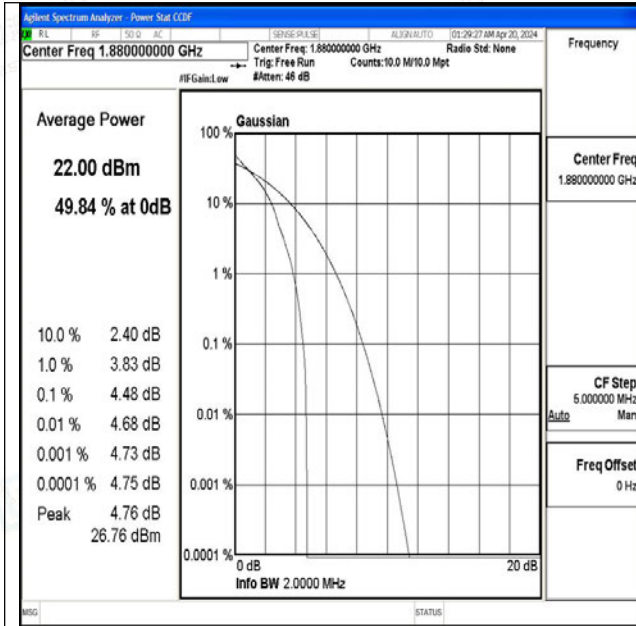 Agilent Spectrum Analyzer - Power Stat CCDF
RL RF 50 Ω AC SENSE:PULSE ALIGNAUTO 01:29:27 AM Apr 20, 2024
Center Freq 1.880000000 GHz
Center Freq: 1.880000000 GHz Radio Std: None
Trig: Free Run Counts:10.0 M/10.0 Mpt
#IFGain:Low #Atten: 46 dB
Frequency
Average Power
22.00 dBm
49.84 % at 0dB
10.0 % 2.40 dB
1.0 % 3.83 dB
0.1 % 4.48 dB
0.01 % 4.68 dB
0.001 % 4.73 dB
0.0001 % 4.75 dB
Peak 4.76 dB
26.76 dBm
Gaussian
100 %
10 %
1 %
0.1 %
0.01 %
0.001 %
0.0001 %
0 dB 20 dB
Info BW 2.0000 MHz
Center Freq
1.880000000 GHz
CF Step
5.000000 MHz
Auto Man
Freq Offset
0 Hz
MSG STATUS